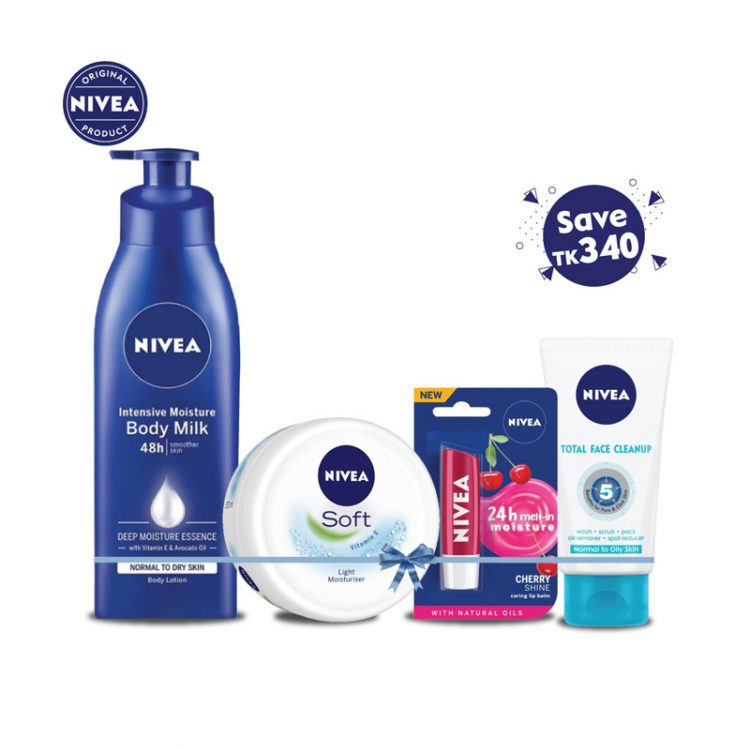 ORIGINAL
NIVEA
PRODUCT
Save
TK340
NIVEA
Intensive Moisture
Body Milk
48h smoother
skin
DEEP MOISTURE ESSENCE
with Vitamin E & Avocado Oil
NORMAL TO DRY SKIN
Body Lotion
NIVEA
Soft
Vitamin E
Light
Moisturiser
NEW
NIVEA
NIVEA
24h melt-in
moisture
CHERRY
SHINE
caring lip balm
WITH NATURAL OILS
NIVEA
TOTAL FACE CLEANUP
5
wash • scrub • pack
oil remover • spot reducer
Normal to Oily Skin